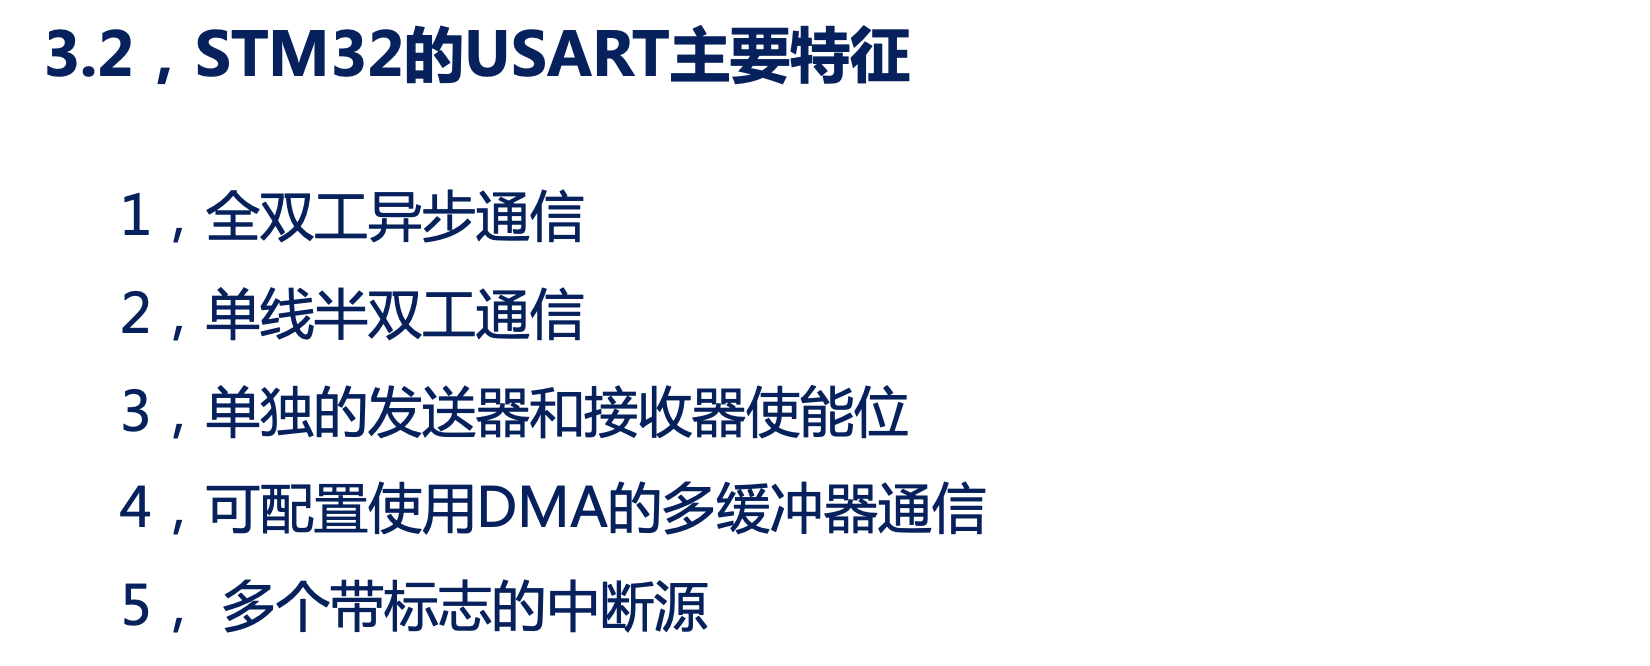 3.2，STM32的USART主要特征
1，全双工异步通信
2，单线半双工通信
3，单独的发送器和接收器使能位
4，可配置使用DMA的多缓冲器通信
5， 多个带标志的中断源